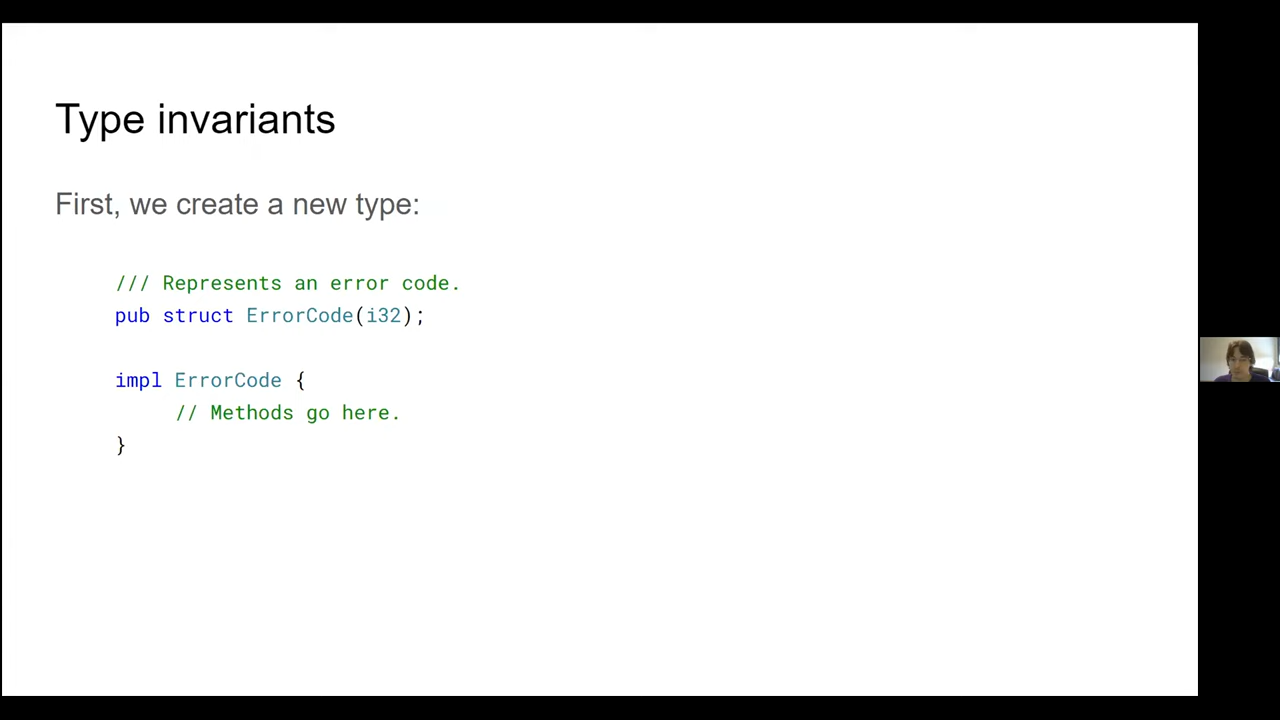 Type invariants
First, we create a new type:
/// Represents an error code.
pub struct ErrorCode(i32);
impl ErrorCode {
// Methods go here.
}